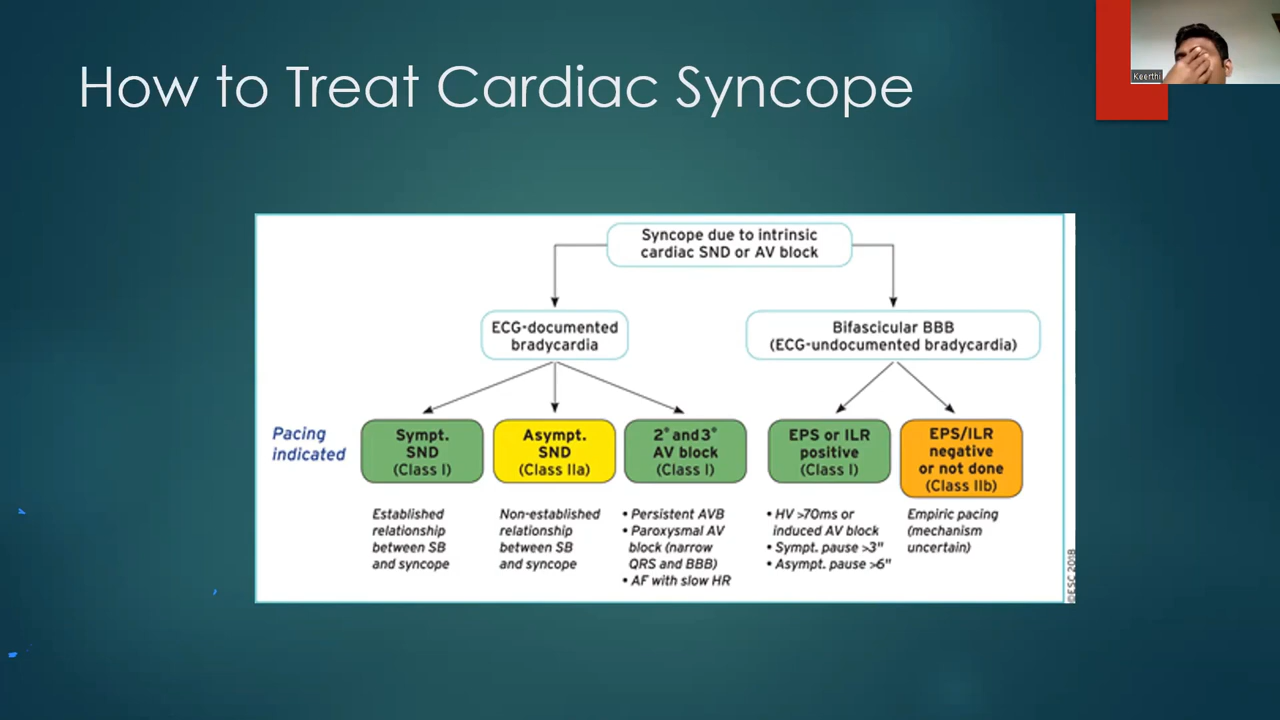 How to Treat Cardiac Syncope
Keerthi
Syncope due to intrinsic
cardiac SND or AV block
ECG-documented
bradycardia
Bifascicular BBB
(ECG-undocumented bradycardia)
Pacing
indicated
Sympt.
SND
(Class I)
Asympt.
SND
(Class IIa)
2° and 3°
AV block
(Class I)
EPS or ILR
positive
(Class I)
EPS/ILR
negative
or not done
(Class IIb)
Established
relationship
between SB
and syncope
Non-established
relationship
between SB
and syncope
• Persistent AVB
• Paroxysmal AV
block (narrow
QRS and BBB)
• AF with slow HR
• HV >70ms or
induced AV block
• Sympt. pause >3"
• Asympt. pause >6"
Empiric pacing
(mechanism
uncertain)
©ESC 2018